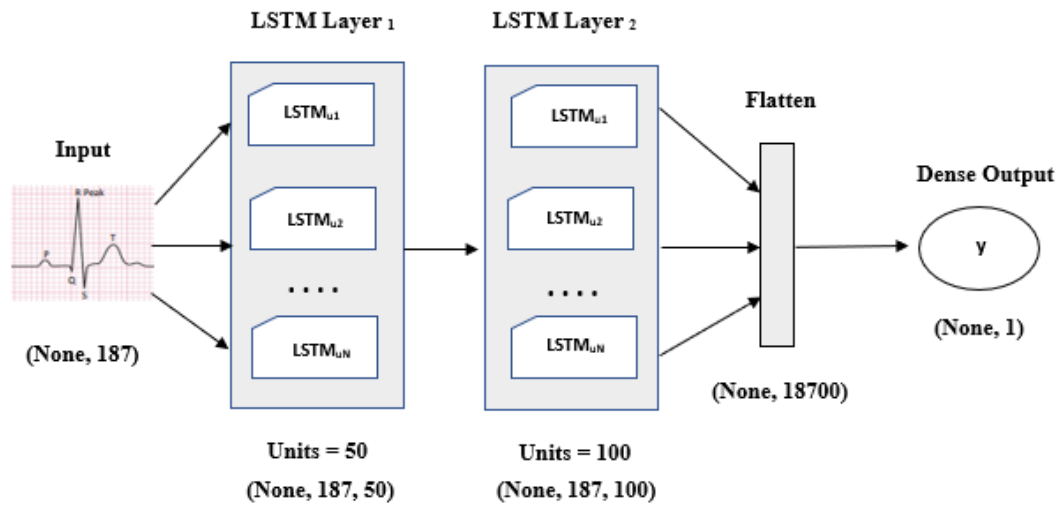 LSTM Layer 1
LSTM Layer 2
Input
R Peak
P
Q
S
T
(None, 187)
LSTMu1
LSTMu2
. . . .
LSTMuN
Units = 50
(None, 187, 50)
LSTMu1
LSTMu2
. . . .
LSTMuN
Units = 100
(None, 187, 100)
Flatten
(None, 18700)
Dense Output
y
(None, 1)